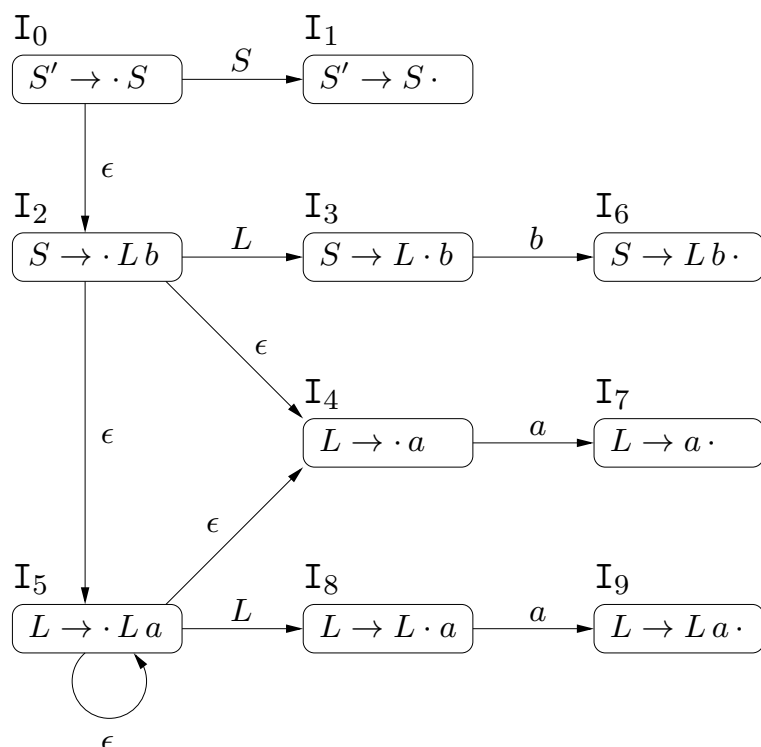 I0 I1
S′ → · S S S′ → S ·
ϵ
I2 I3 I6
S → · L b L S → L · b b S → L b ·
ϵ
I4 I7
ϵ L → · a a L → a ·
ϵ
I5 I8 I9
L → · L a L L → L · a a L → L a ·
ϵ